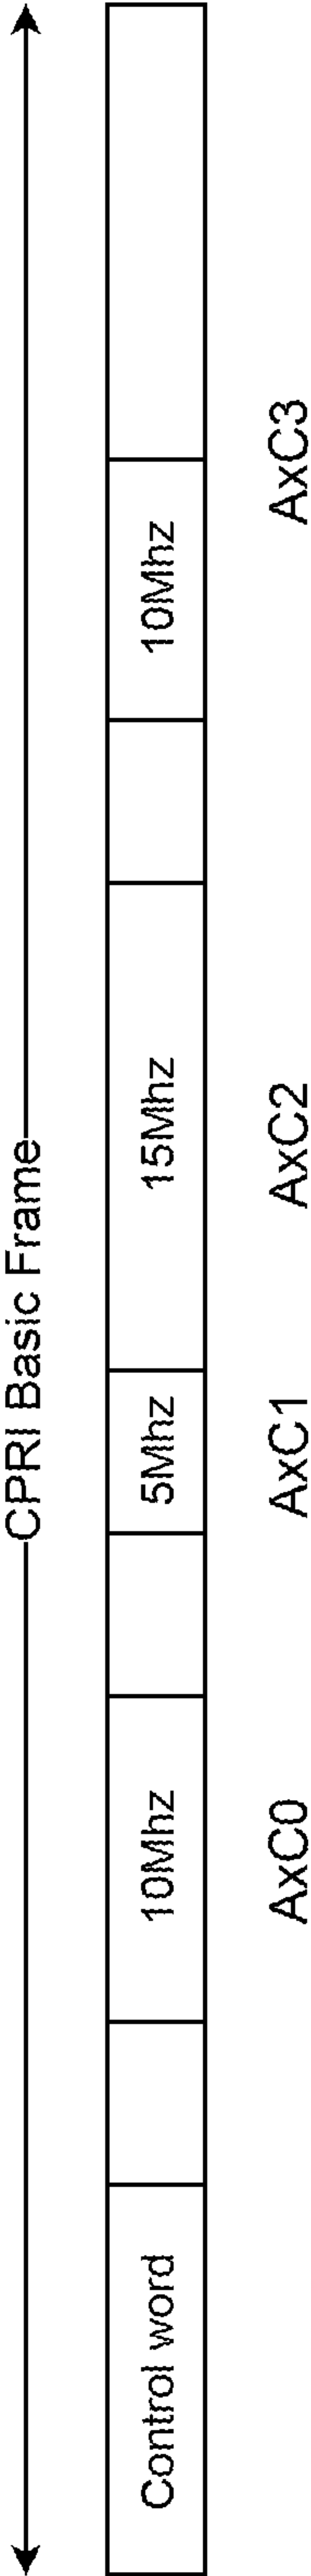 CPRI Basic Frame
Control word
10Mhz
5Mhz
15Mhz
10Mhz
AxC0
AxC1
AxC2
AxC3